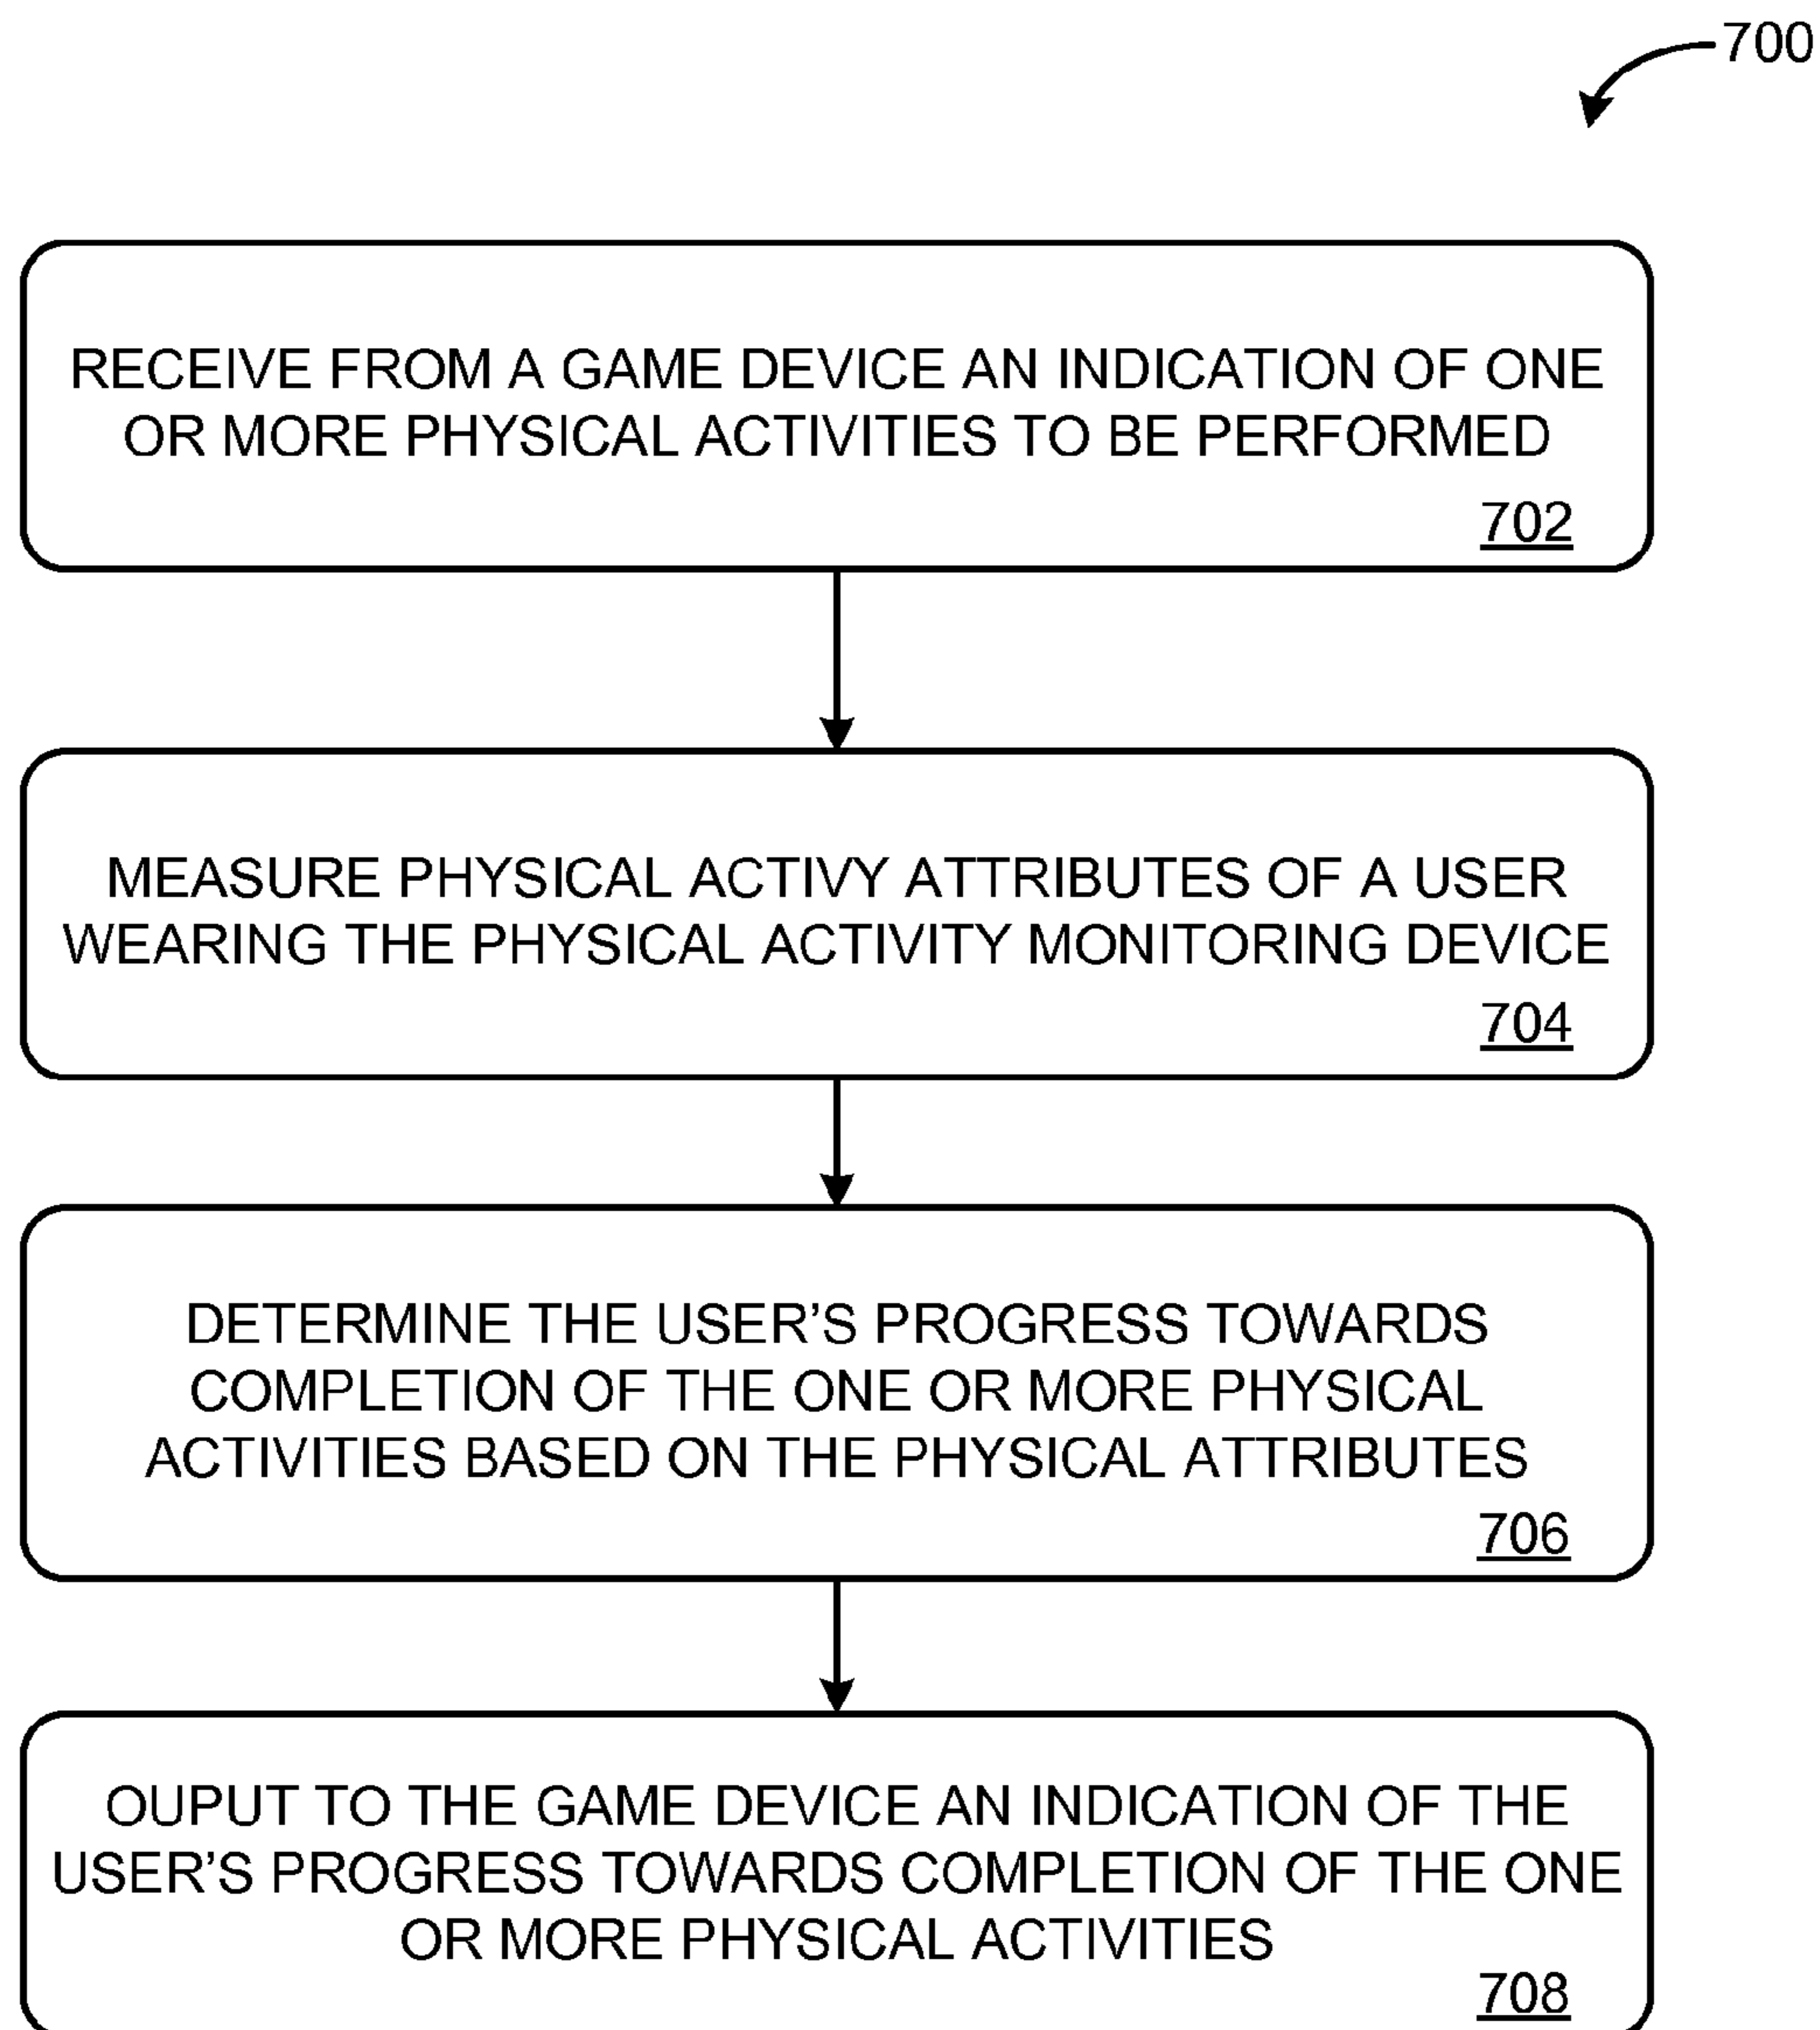 700
RECEIVE FROM A GAME DEVICE AN INDICATION OF ONE
OR MORE PHYSICAL ACTIVITIES TO BE PERFORMED
702
MEASURE PHYSICAL ACTIVY ATTRIBUTES OF A USER
WEARING THE PHYSICAL ACTIVITY MONITORING DEVICE
704
DETERMINE THE USER’S PROGRESS TOWARDS
COMPLETION OF THE ONE OR MORE PHYSICAL
ACTIVITIES BASED ON THE PHYSICAL ATTRIBUTES
706
OUPUT TO THE GAME DEVICE AN INDICATION OF THE
USER’S PROGRESS TOWARDS COMPLETION OF THE ONE
OR MORE PHYSICAL ACTIVITIES
708